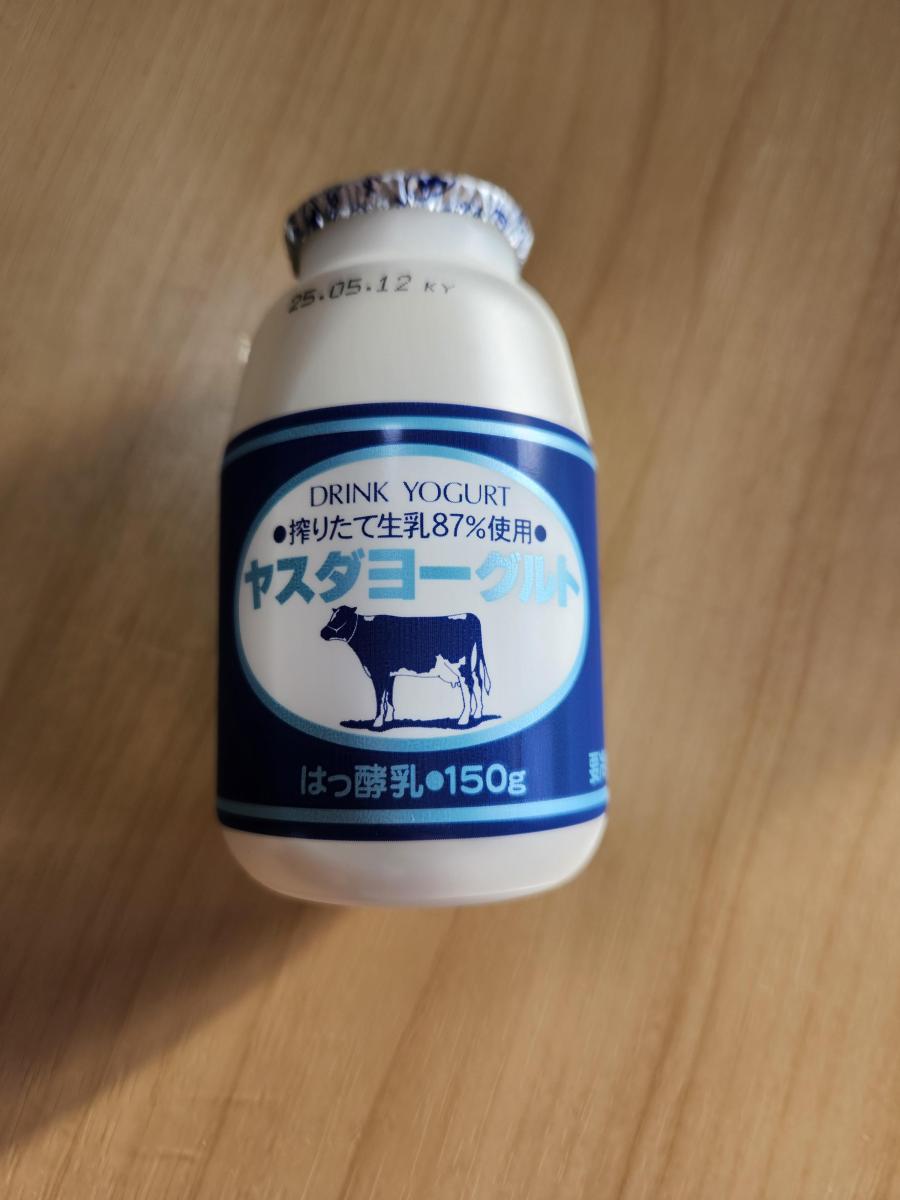 25.05.12 KY
DRINK YOGURT
●搾りたて生乳87%使用●
ヤスダヨーグルト
はっ酵乳●150g
要